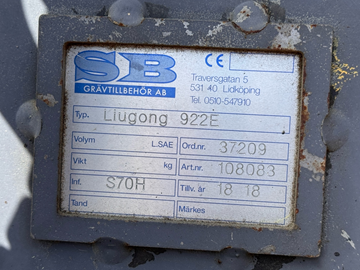 SB
GRÄVTILLBEHÖR AB
CE
Traversgatan 5
531 40 Lidköping
Tel. 0510-547910
Typ. Liugong 922E
Volym L.SAE Ord.nr. 37209
Vikt kg Art.nr. 108083
Inf. S70H Tillv. år 18 18
Tand Märkes